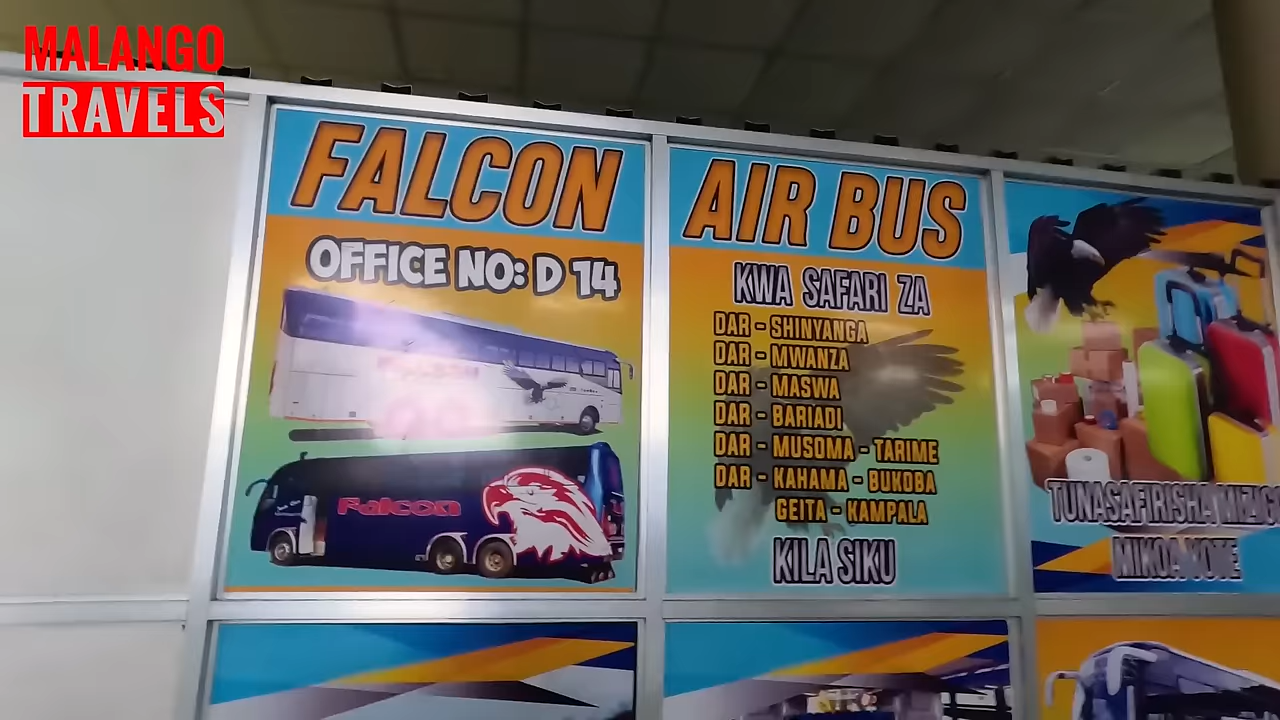 MALANGO
TRAVELS
FALCON
OFFICE NO: D 14
Falcon
AIR BUS
KWA SAFARI ZA
DAR - SHINYANGA
DAR - MWANZA
DAR - MASWA
DAR - BARIADI
DAR - MUSOMA - TARIME
DAR - KAHAMA - BUKOBA
GEITA - KAMPALA
KILA SIKU
TUNASAFIRISHA MIZIG
MIKOA YOTE